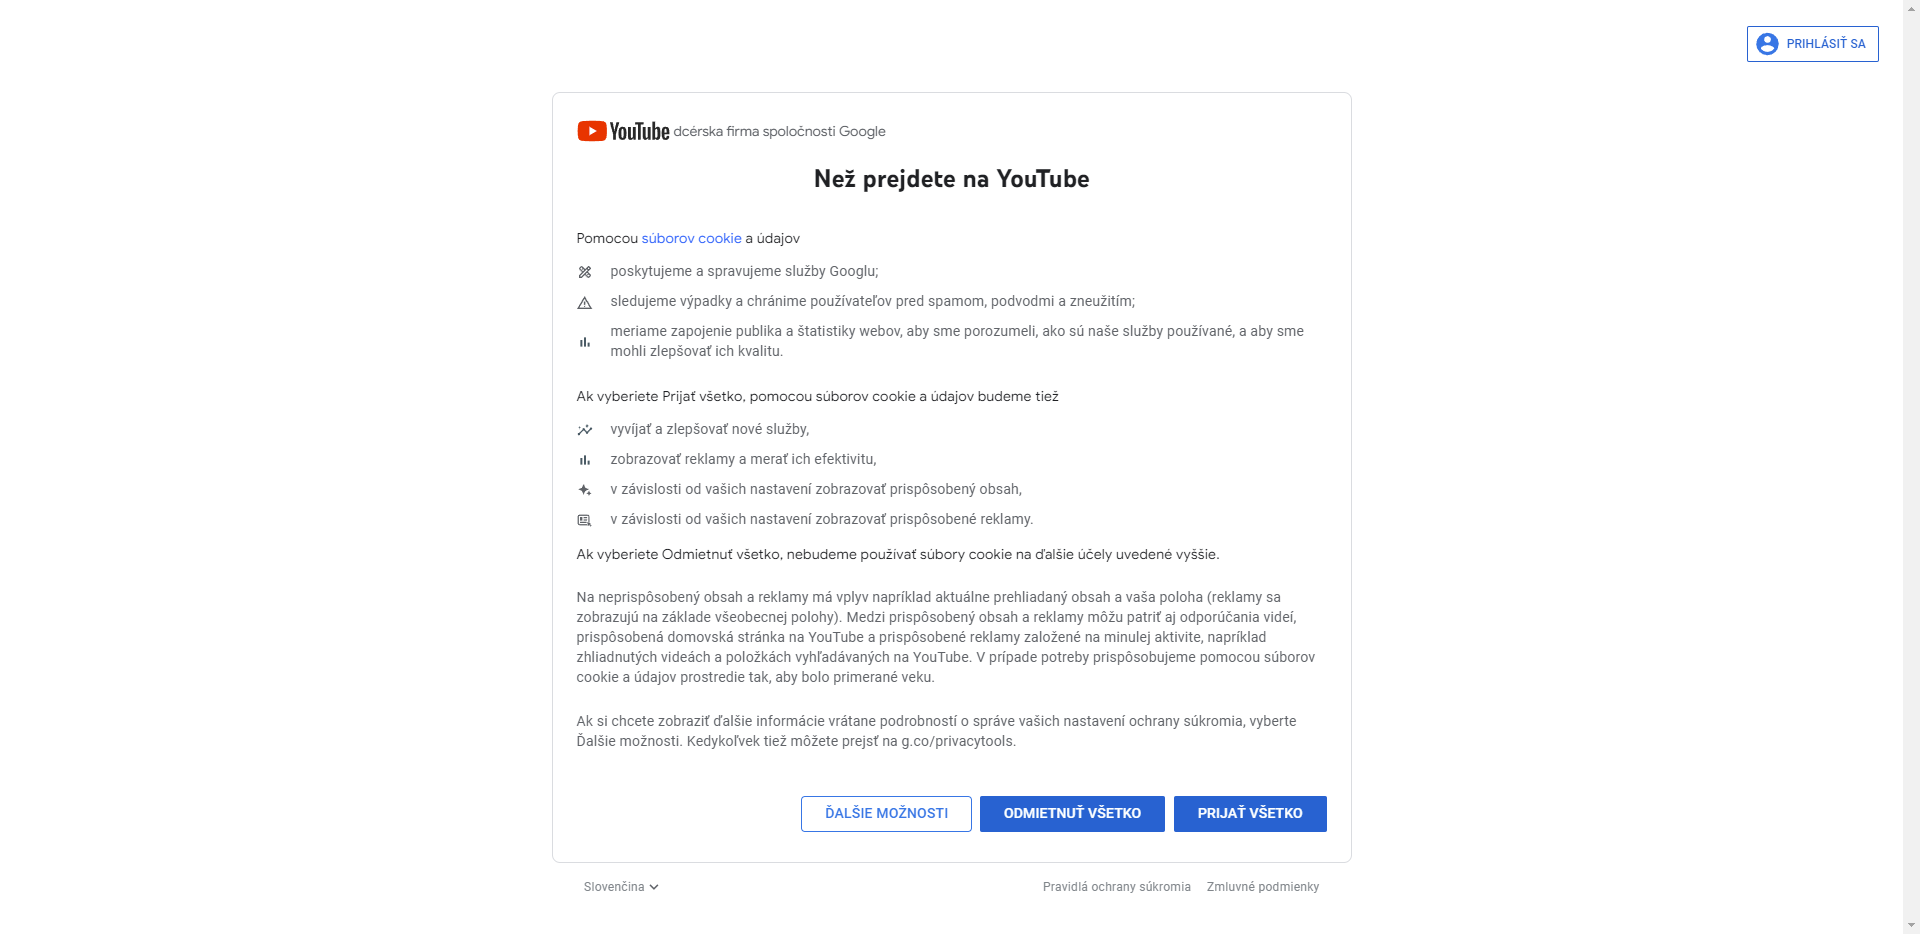 PRIHLÁSIŤ SA
YouTube dcérska firma spoločnosti Google
Než prejdete na YouTube
Pomocou súborov cookie a údajov
poskytujeme a spravujeme služby Googlu;
sledujeme výpadky a chránime používateľov pred spamom, podvodmi a zneužitím;
meriame zapojenie publika a štatistiky webov, aby sme porozumeli, ako sú naše služby používané, a aby sme
mohli zlepšovať ich kvalitu.
Ak vyberiete Prijať všetko, pomocou súborov cookie a údajov budeme tiež
vyvíjať a zlepšovať nové služby,
zobrazovať reklamy a merať ich efektivitu,
v závislosti od vašich nastavení zobrazovať prispôsobený obsah,
v závislosti od vašich nastavení zobrazovať prispôsobené reklamy.
Ak vyberiete Odmietnuť všetko, nebudeme používať súbory cookie na ďalšie účely uvedené vyššie.
Na neprispôsobený obsah a reklamy má vplyv napríklad aktuálne prehliadaný obsah a vaša poloha (reklamy sa
zobrazujú na základe všeobecnej polohy). Medzi prispôsobený obsah a reklamy môžu patriť aj odporúčania videí,
prispôsobená domovská stránka na YouTube a prispôsobené reklamy založené na minulej aktivite, napríklad
zhliadnutých videách a položkách vyhľadávaných na YouTube. V prípade potreby prispôsobujeme pomocou súborov
cookie a údajov prostredie tak, aby bolo primerané veku.
Ak si chcete zobraziť ďalšie informácie vrátane podrobností o správe vašich nastavení ochrany súkromia, vyberte
Ďalšie možnosti. Kedykoľvek tiež môžete prejsť na g.co/privacytools.
ĎALŠIE MOŽNOSTI ODMIETNUŤ VŠETKO PRIJAŤ VŠETKO
Slovenčina Pravidlá ochrany súkromia Zmluvné podmienky